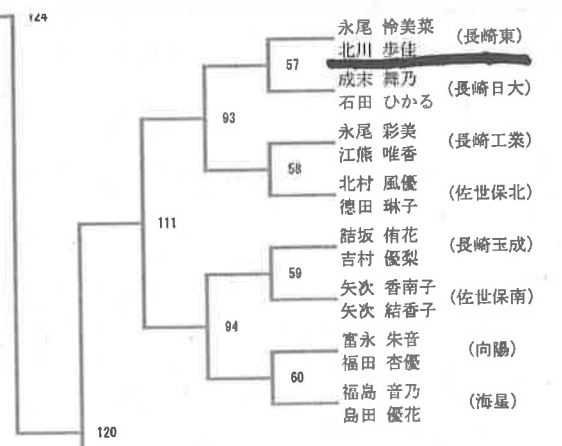 124
永尾 怜美菜
北川 歩佳
(長崎東)
57
成末 舞乃
石田 ひかる
(長崎日大)
93
永尾 彩美
江熊 唯香
(長崎工業)
58
北村 風優
徳田 琳子
(佐世保北)
111
詰坂 侑花
吉村 優梨
(長崎玉成)
59
矢次 香南子
矢次 結香子
(佐世保南)
94
富永 朱音
福田 杏優
(向陽)
60
福島 音乃
島田 優花
(海星)
120